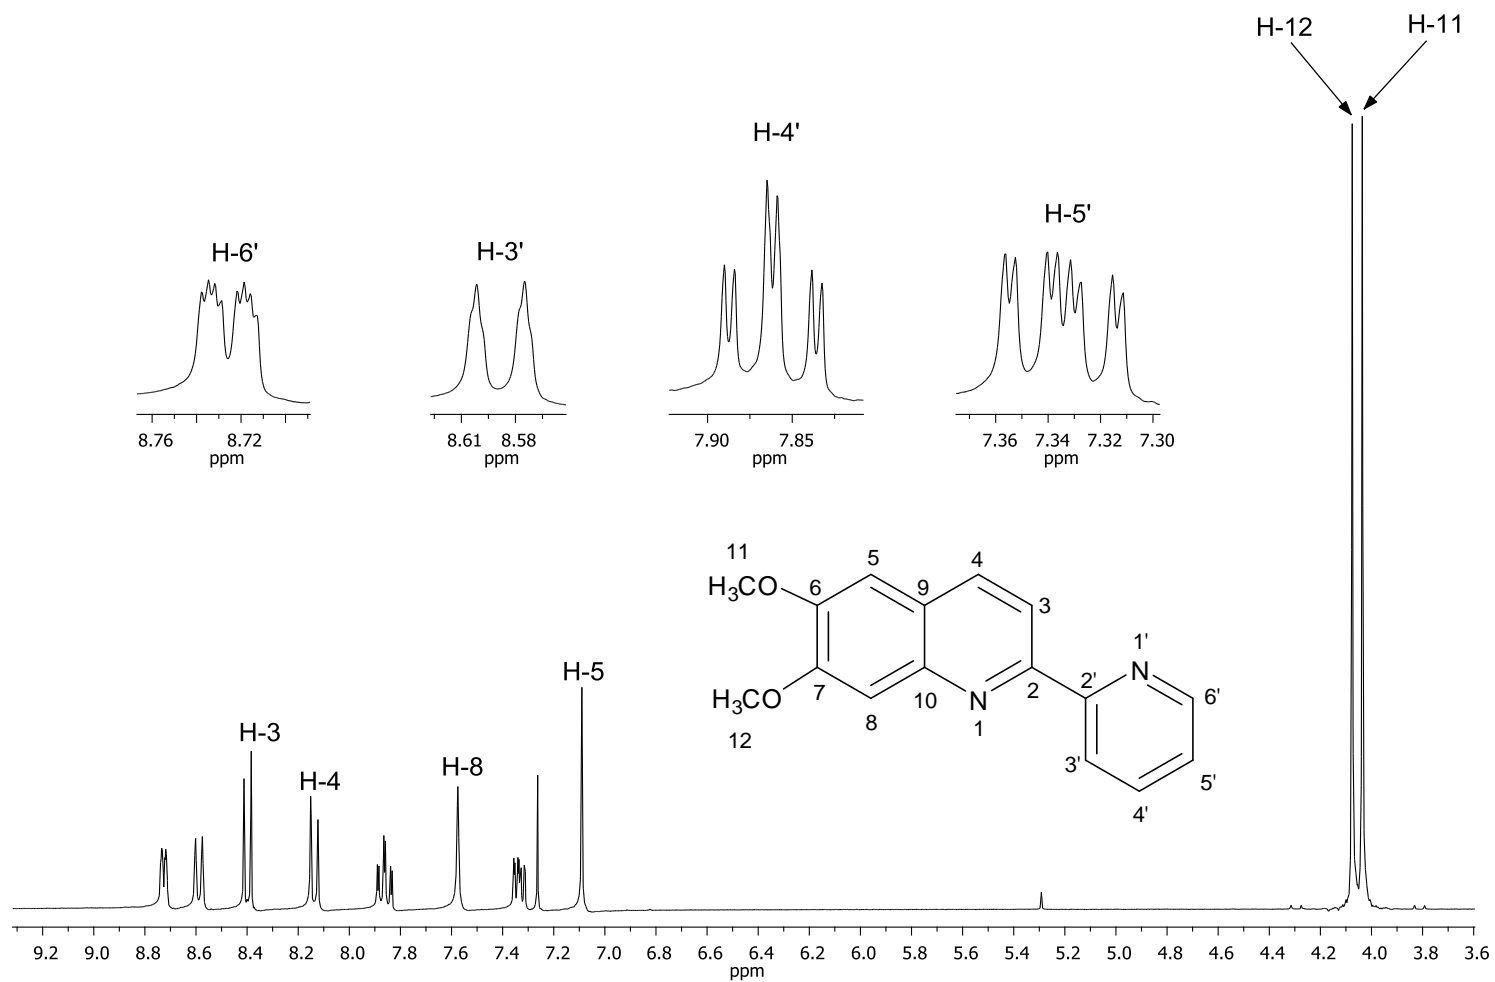 H-12
H-11
H-4'
H-5'
H-6'
H-3'
8.76 8.72
ppm
8.61 8.58
ppm
7.90 7.85
ppm
7.36 7.34 7.32 7.30
ppm
11
5
4
H₃CO
6
9
3
1'
N
H-5
H₃CO
7
10
N
2
2'
6'
12
8
1
3'
5'
4'
H-3
H-4
H-8
9.2 9.0 8.8 8.6 8.4 8.2 8.0 7.8 7.6 7.4 7.2 7.0 6.8 6.6 6.4 6.2 6.0 5.8 5.6 5.4 5.2 5.0 4.8 4.6 4.4 4.2 4.0 3.8 3.6
ppm